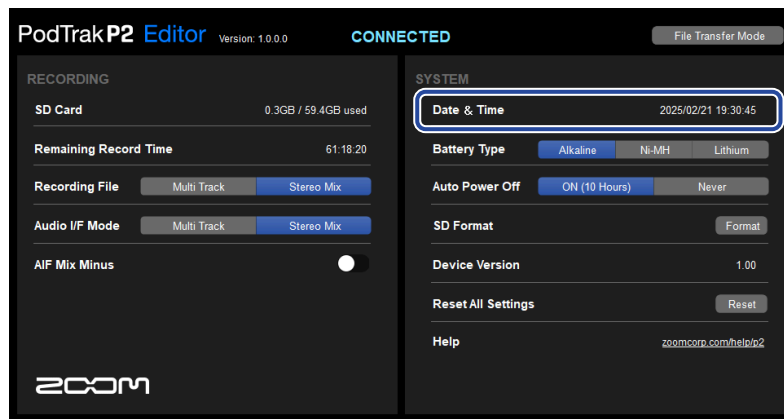 PodTrak P2 Editor Version: 1.0.0.0 CONNECTED File Transfer Mode
RECORDING
SD Card 0.3GB / 59.4GB used
Remaining Record Time 61:18:20
Recording File Multi Track Stereo Mix
Audio I/F Mode Multi Track Stereo Mix
AIF Mix Minus
ZOOM
SYSTEM
Date & Time 2025/02/21 19:30:45
Battery Type Alkaline Ni-MH Lithium
Auto Power Off ON (10 Hours) Never
SD Format Format
Device Version 1.00
Reset All Settings Reset
Help zoomcorp.com/help/p2